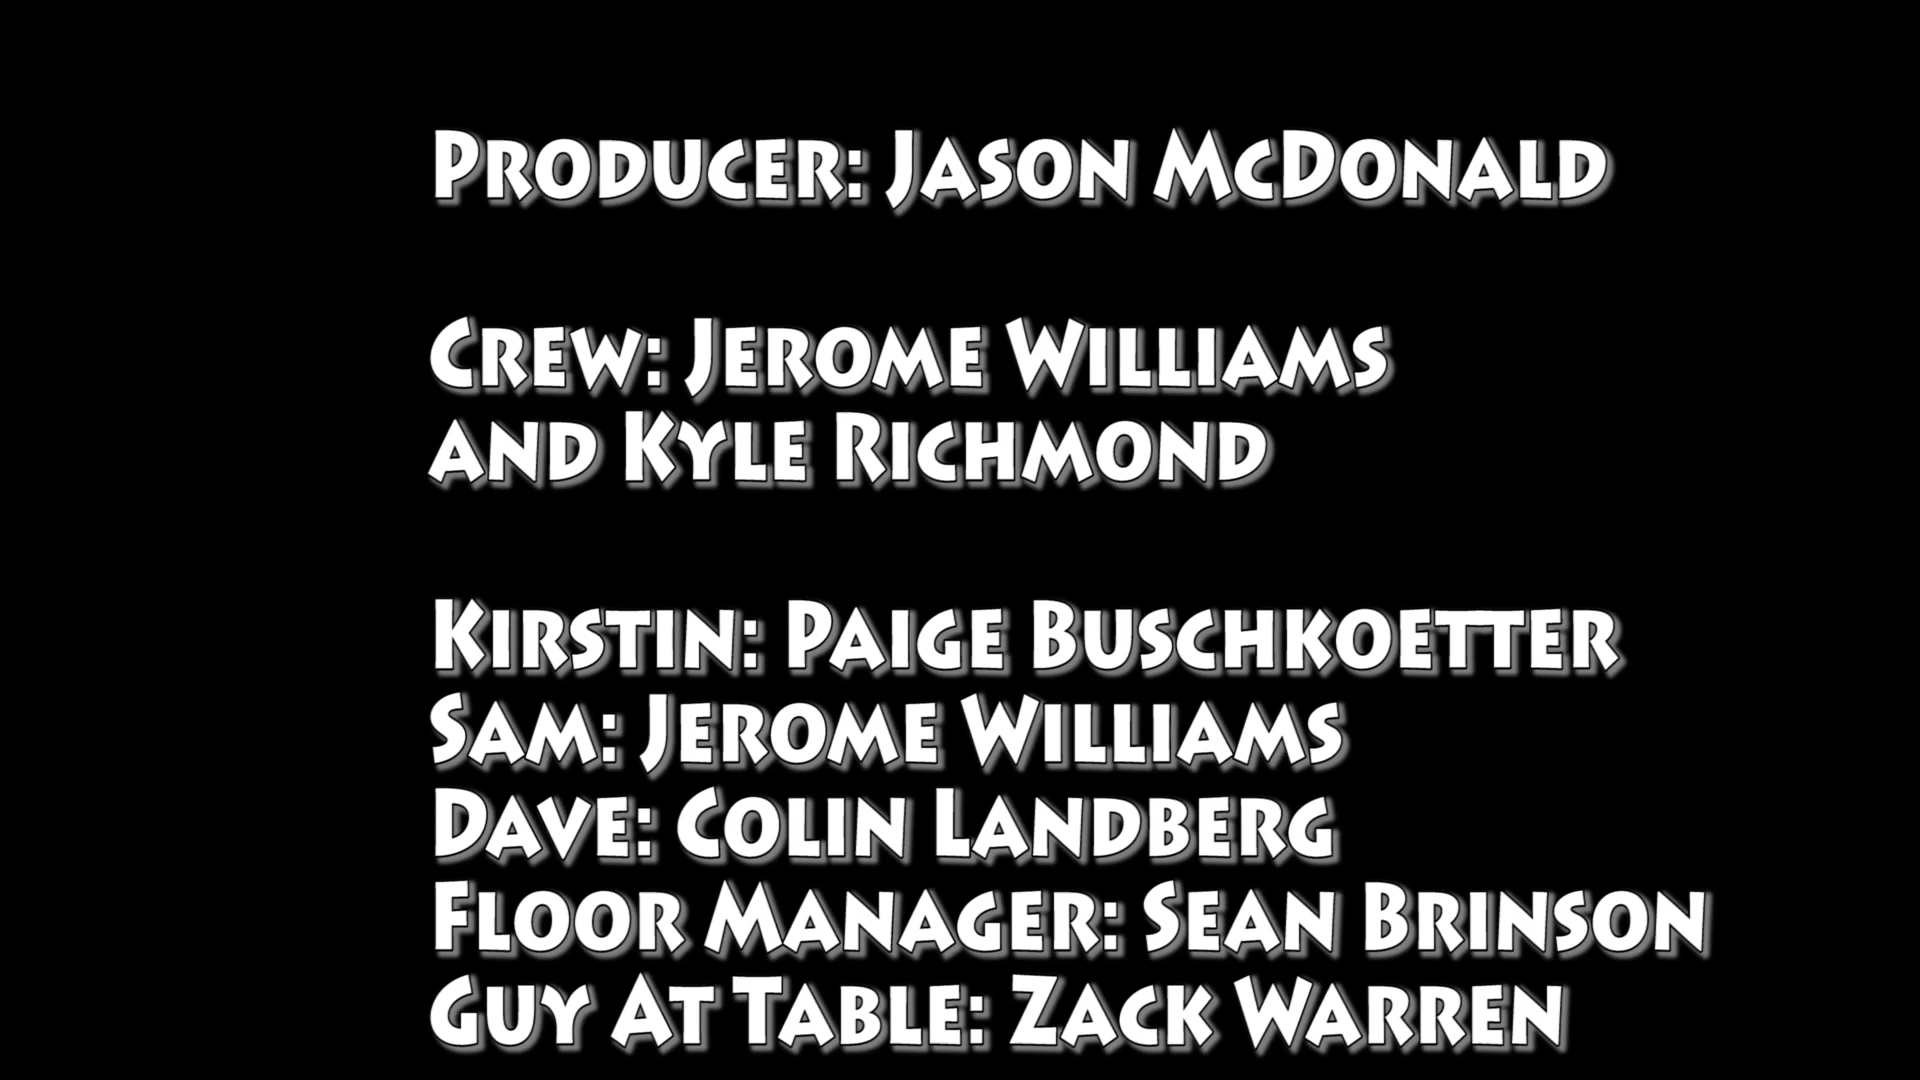 Producer: Jason McDonald
Crew: Jerome Williams
and Kyle Richmond
Kirstin: Paige Buschkoetter
Sam: Jerome Williams
Dave: Colin Landberg
Floor Manager: Sean Brinson
Guy At Table: Zack Warren